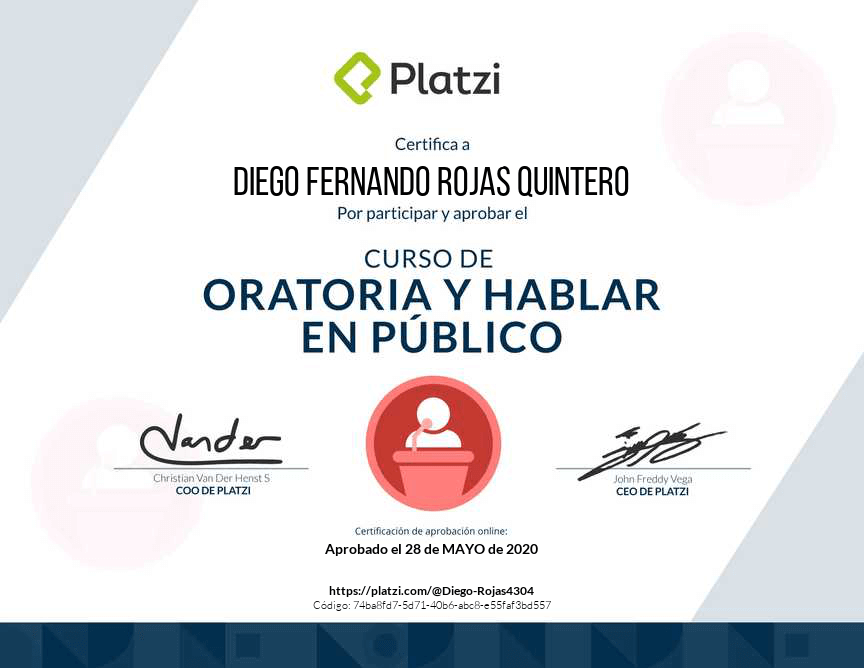 Platzi
Certifica a
DIEGO FERNANDO ROJAS QUINTERO
Por participar y aprobar el
CURSO DE
ORATORIA Y HABLAR
EN PÚBLICO
Vander
Christian Van Der Henst S
COO DE PLATZI
John Freddy Vega
CEO DE PLATZI
Certificación de aprobación online:
Aprobado el 28 de MAYO de 2020
https://platzi.com/@Diego-Rojas4304
Código: 74ba8fd7-5d71-40b6-abc8-e55faf3bd557